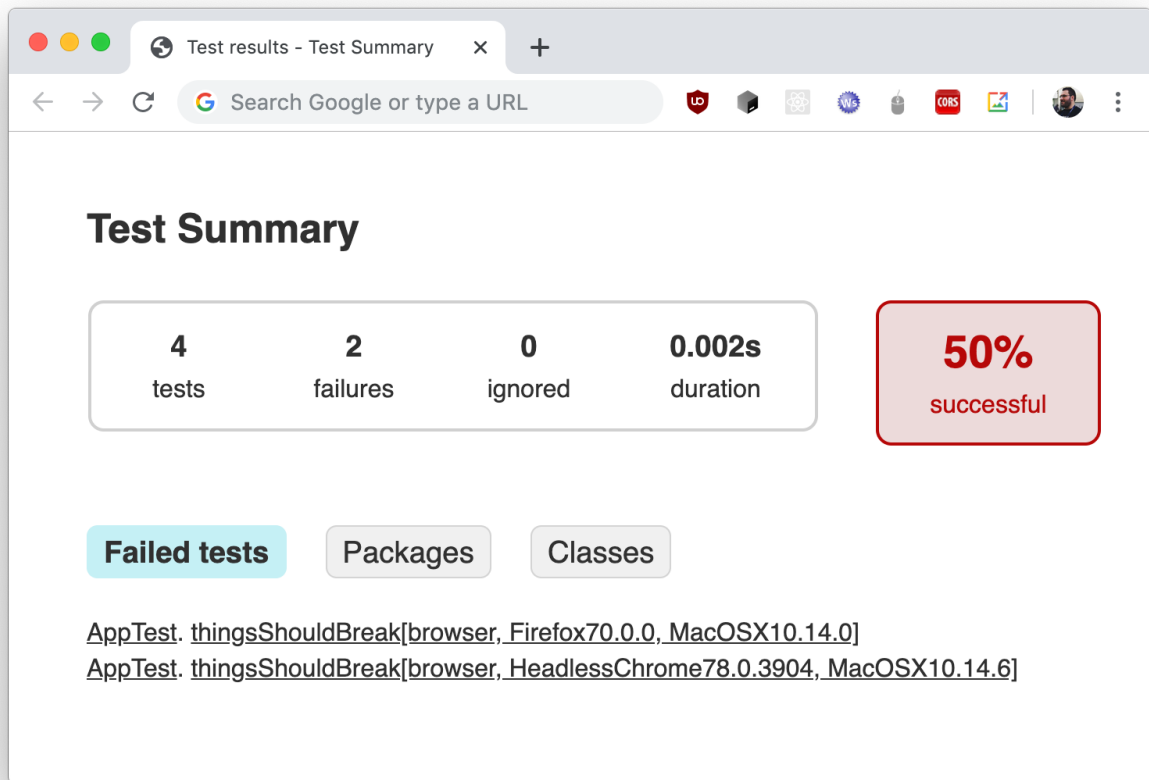 Test results - Test Summary
Search Google or type a URL
UO
Ws
CORS
Test Summary
4 2 0 0.002s
tests failures ignored duration
50%
successful
Failed tests Packages Classes
AppTest. thingsShouldBreak[browser, Firefox70.0.0, MacOSX10.14.0]
AppTest. thingsShouldBreak[browser, HeadlessChrome78.0.3904, MacOSX10.14.6]